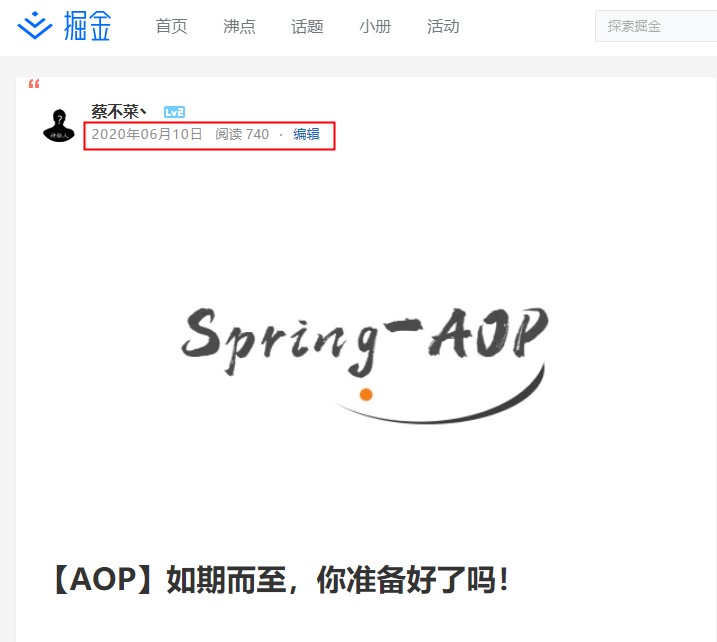 掘金 首页 沸点 话题 小册 活动 探索掘金
“
蔡不菜丶 Lv2
2020年06月10日 阅读 740 · 编辑
Spring-AOP
【AOP】如期而至，你准备好了吗！